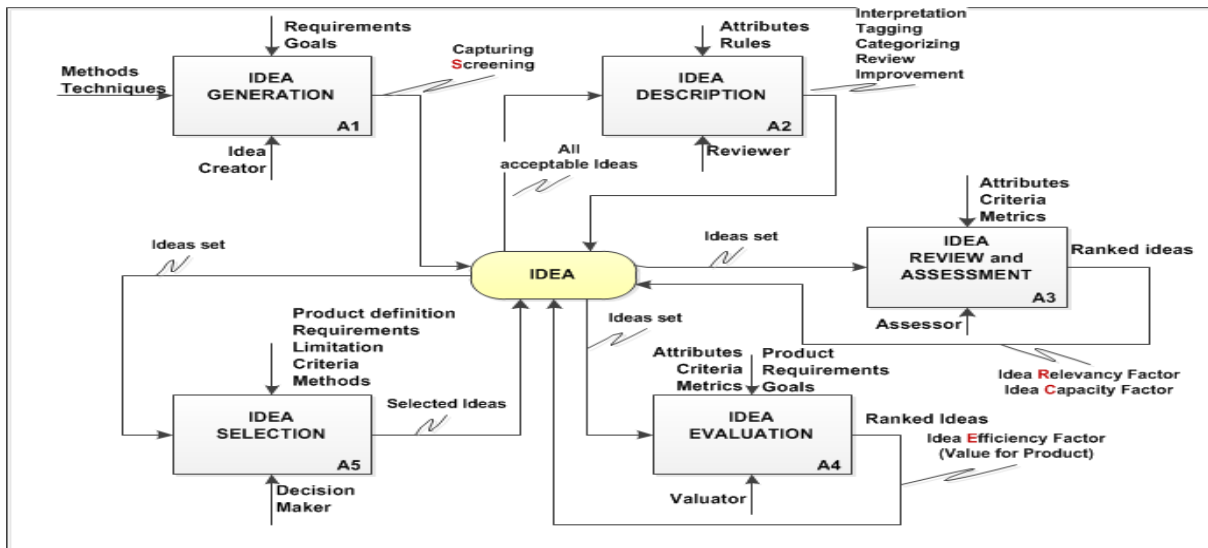 Requirements
Goals
Methods
Techniques
IDEA
GENERATION
A1
Idea
Creator
Capturing
Screening
Attributes
Rules
IDEA
DESCRIPTION
A2
Reviewer
Interpretation
Tagging
Categorizing
Review
Improvement
All
acceptable Ideas
Ideas set
IDEA
Ideas set
Attributes
Criteria
Metrics
IDEA
REVIEW and
ASSESSMENT
A3
Ranked ideas
Assessor
Idea Relevancy Factor
Idea Capacity Factor
Product definition
Requirements
Limitation
Criteria
Methods
IDEA
SELECTION
A5
Decision
Maker
Selected Ideas
Ideas set
Attributes
Criteria
Metrics
Product
Requirements
Goals
IDEA
EVALUATION
A4
Valuator
Ranked Ideas
Idea Efficiency Factor
(Value for Product)